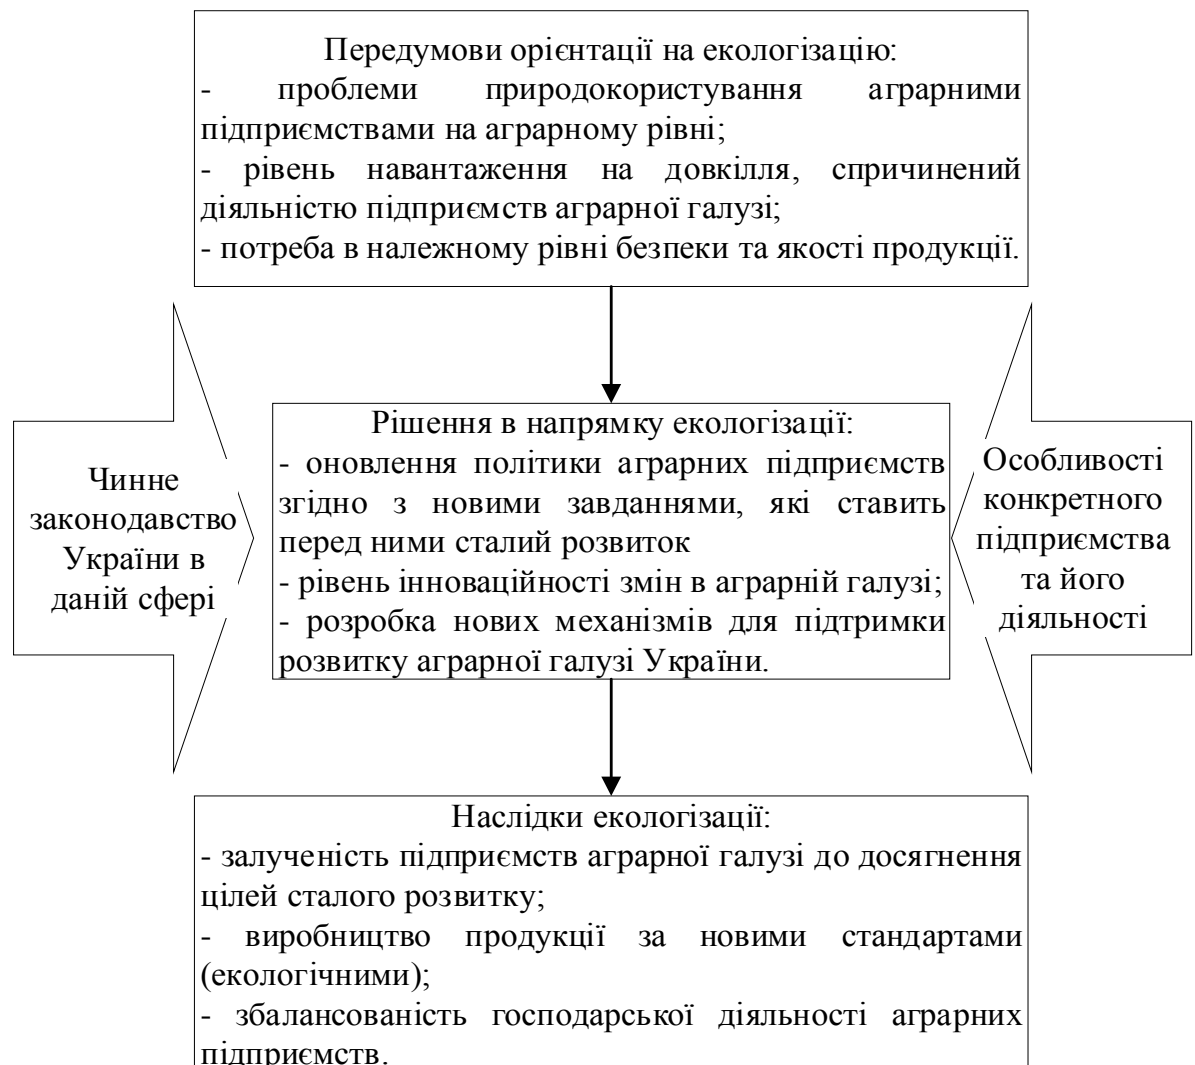 Передумови орієнтації на екологізацію:
- проблеми природокористування аграрними
підприємствами на аграрному рівні;
- рівень навантаження на довкілля, спричинений
діяльністю підприємств аграрної галузі;
- потреба в належному рівні безпеки та якості продукції.
Чинне
законодавство
України в
даній сфері
Рішення в напрямку екологізації:
- оновлення політики аграрних підприємств
згідно з новими завданнями, які ставить
перед ними сталий розвиток
- рівень інноваційності змін в аграрній галузі;
- розробка нових механізмів для підтримки
розвитку аграрної галузі України.
Особливості
конкретного
підприємства
та його
діяльності
Наслідки екологізації:
- залученість підприємств аграрної галузі до досягнення
цілей сталого розвитку;
- виробництво продукції за новими стандартами
(екологічними);
- збалансованість господарської діяльності аграрних
підприємств.